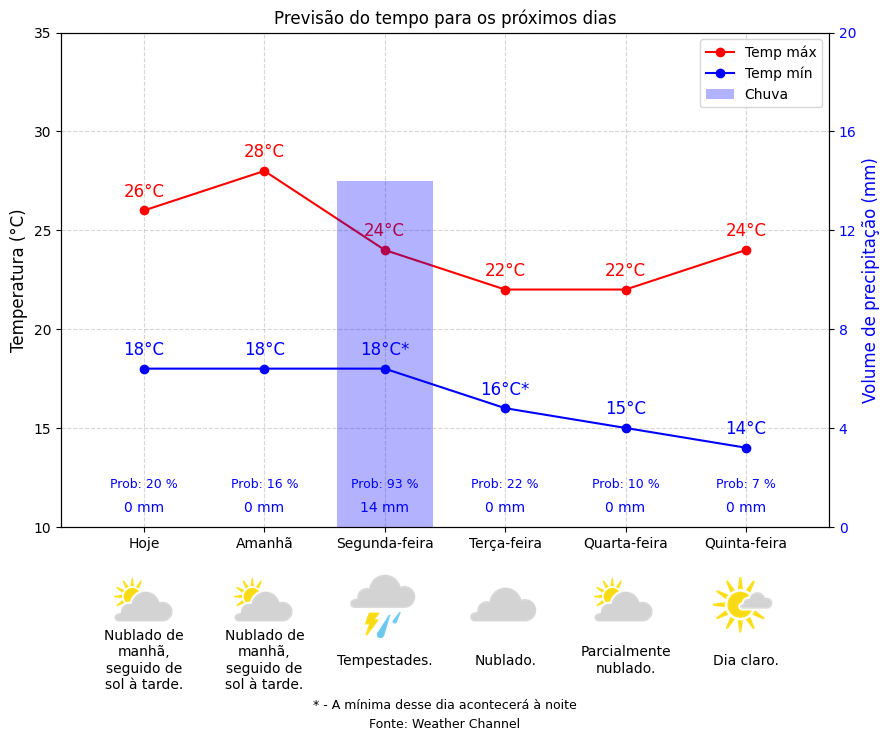 Previsão do tempo para os próximos dias
35
30
25
20
15
10
Temperatura (°C)
20
16
12
8
4
0
Volume de precipitação (mm)
Temp máx
Temp mín
Chuva
26°C
28°C
24°C
22°C
22°C
24°C
18°C
18°C
18°C*
16°C*
15°C
14°C
Prob: 20 %
Prob: 16 %
Prob: 93 %
Prob: 22 %
Prob: 10 %
Prob: 7 %
0 mm
0 mm
14 mm
0 mm
0 mm
0 mm
Hoje
Amanhã
Segunda-feira
Terça-feira
Quarta-feira
Quinta-feira
Nublado de
manhã,
seguido de
sol à tarde.
Nublado de
manhã,
seguido de
sol à tarde.
Tempestades.
Nublado.
Parcialmente
nublado.
Dia claro.
* - A mínima desse dia acontecerá à noite
Fonte: Weather Channel